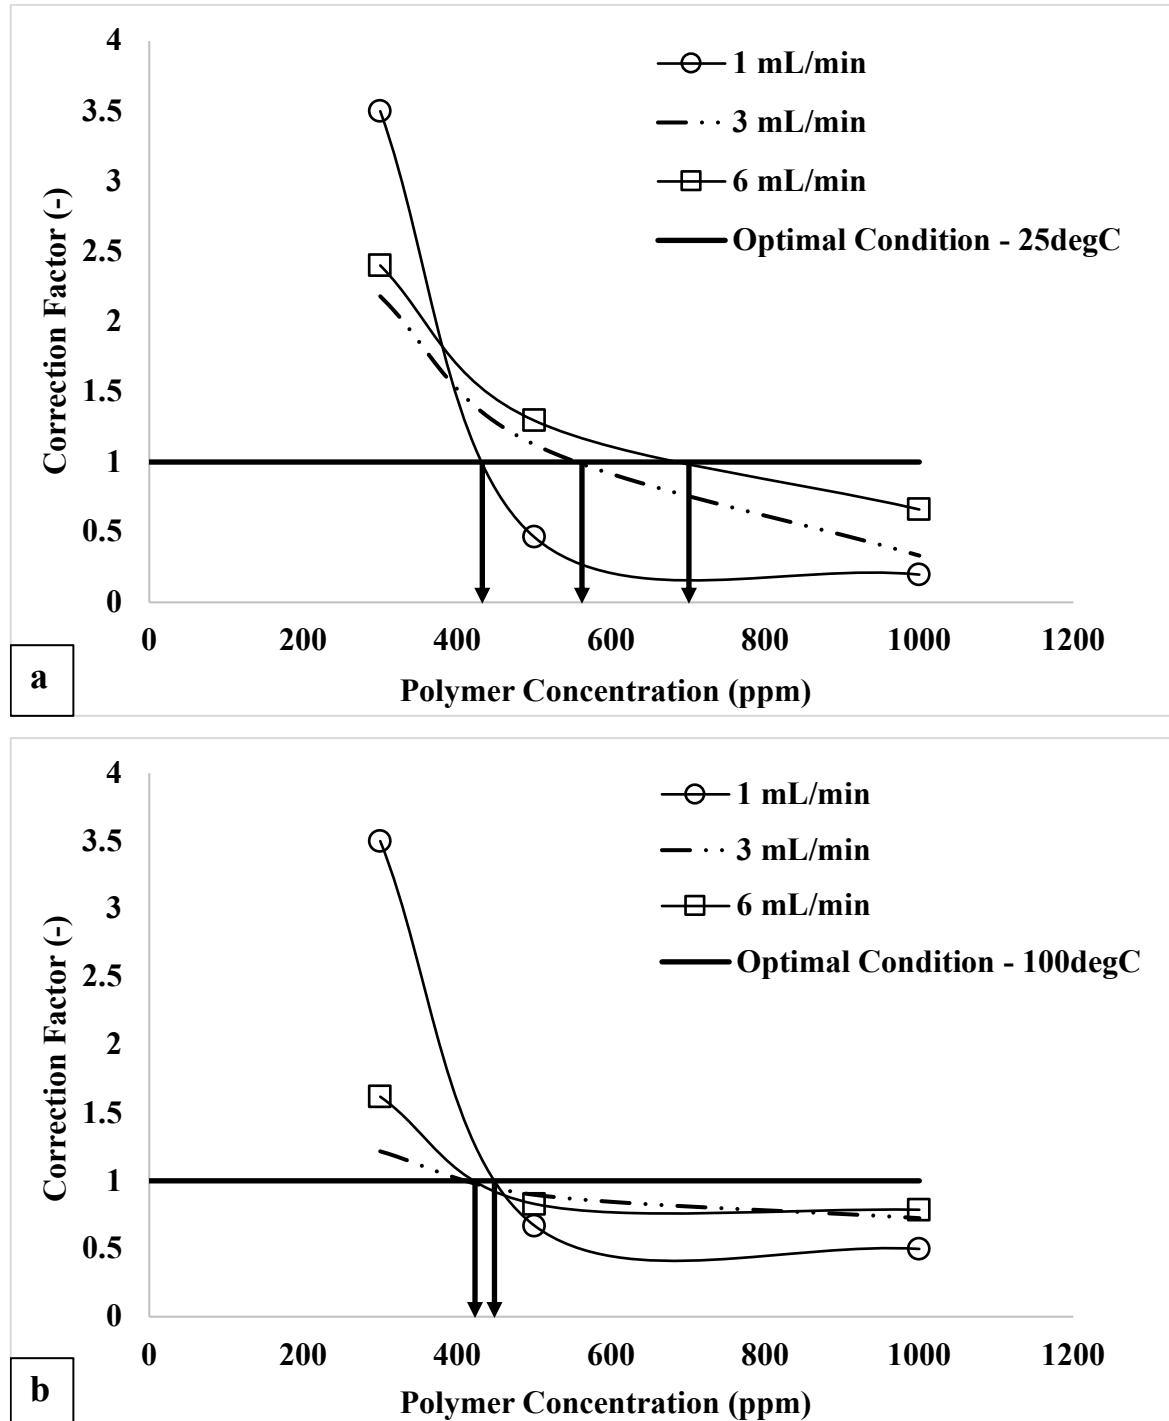 4
3.5
3
2.5
2
1.5
1
0.5
0
Correction Factor (-)
1 mL/min
3 mL/min
6 mL/min
Optimal Condition - 25degC
0 200 400 600 800 1000 1200
Polymer Concentration (ppm)
a
4
3.5
3
2.5
2
1.5
1
0.5
0
Correction Factor (-)
1 mL/min
3 mL/min
6 mL/min
Optimal Condition - 100degC
0 200 400 600 800 1000 1200
Polymer Concentration (ppm)
b